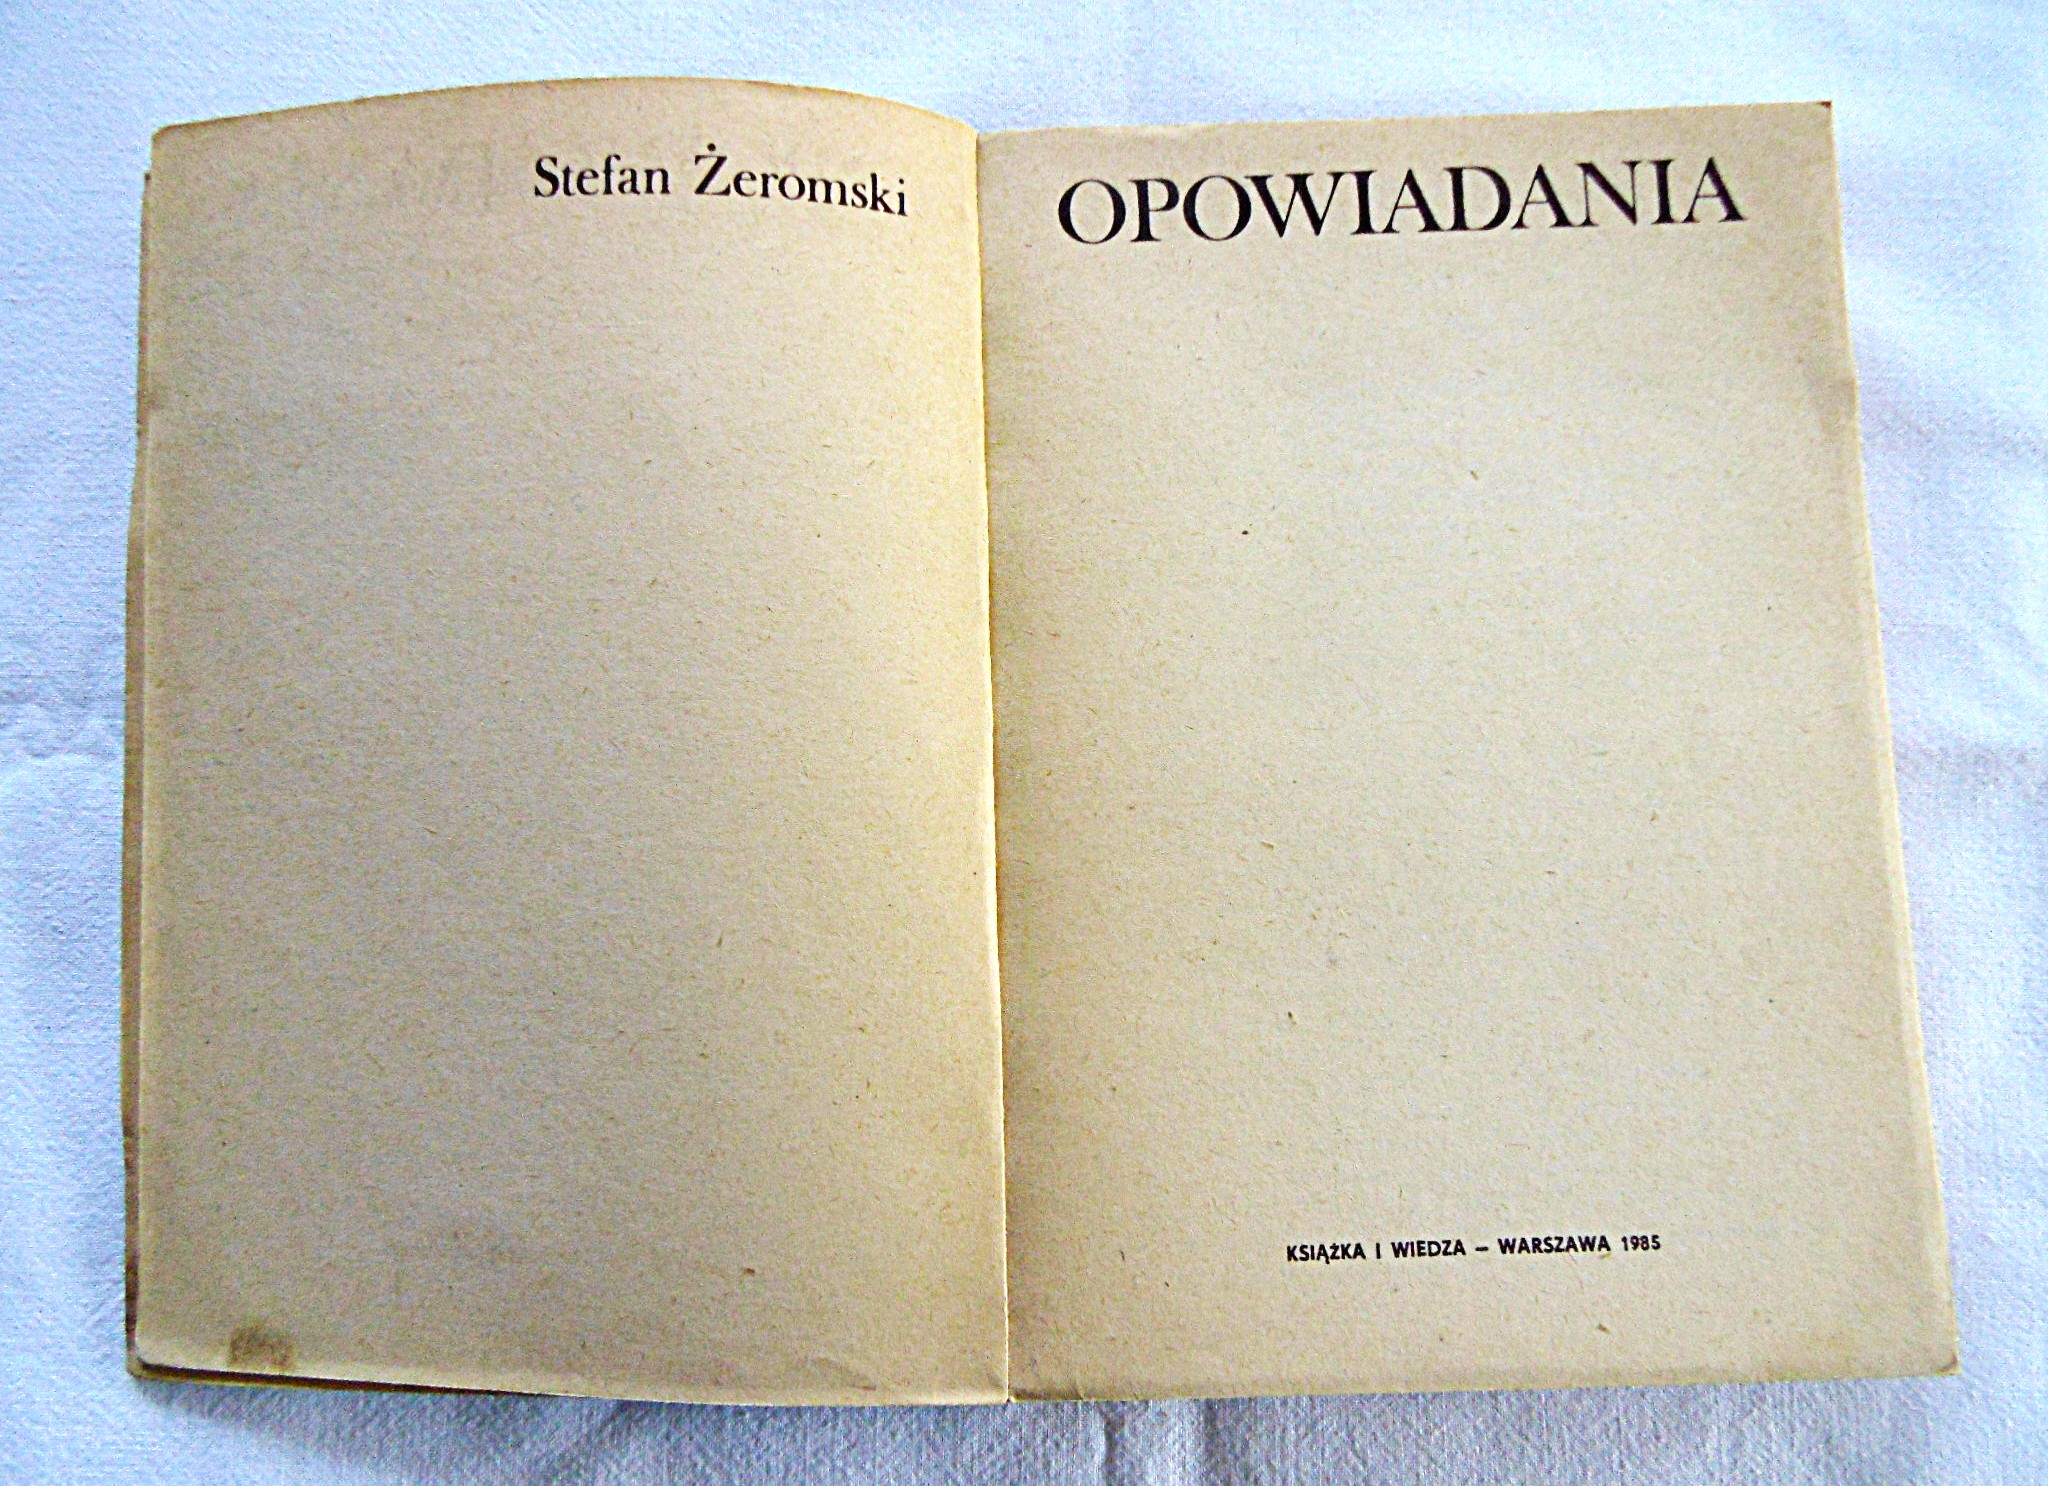 Stefan Żeromski
OPOWIADANIA
KSIĄŻKA I WIEDZA – WARSZAWA 1985